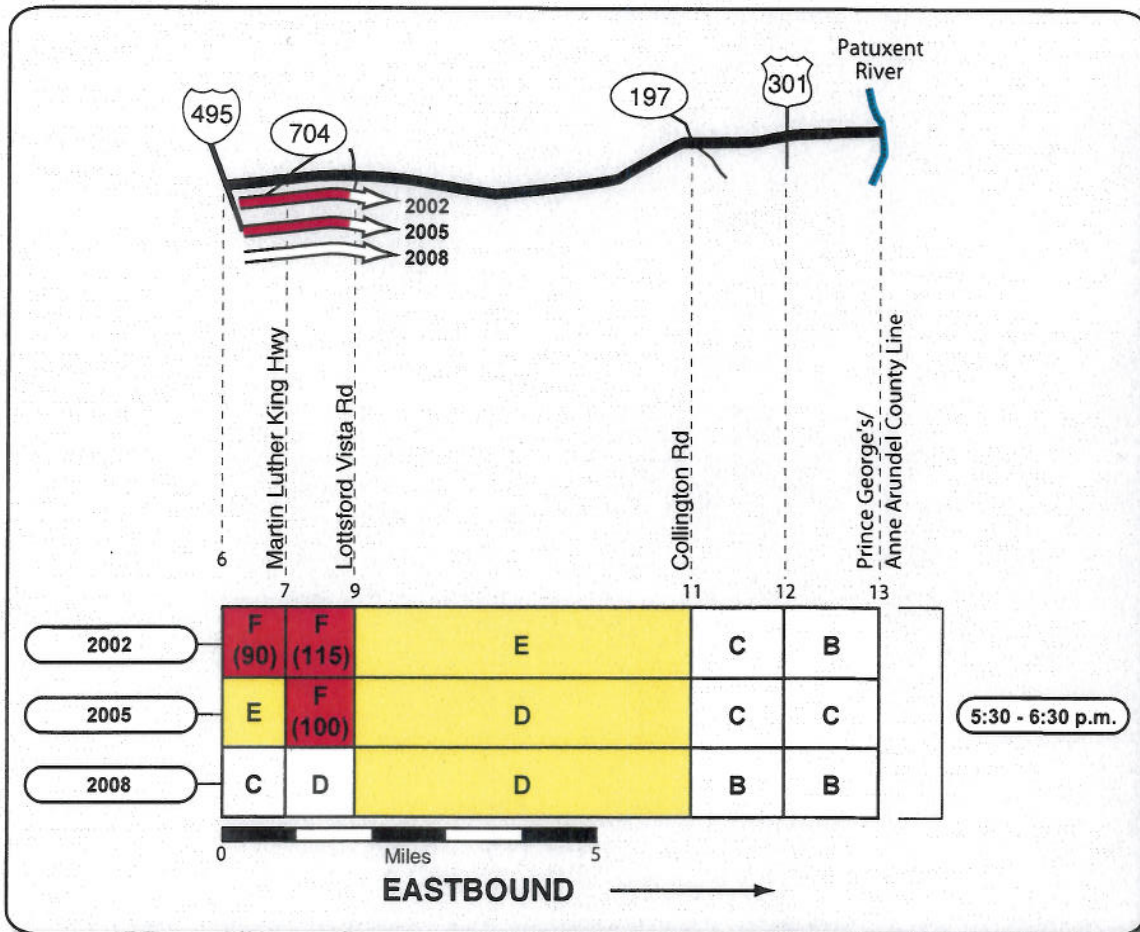 Patuxent
River
495
704
197
301
2002
2005
2008
Martin Luther King Hwy
Lottsford Vista Rd
Collington Rd
Prince George's/
Anne Arundel County Line
6
7
9
11
12
13
2002
F
(90)
F
(115)
E
C
B
2005
E
F
(100)
D
C
C
2008
C
D
D
B
B
5:30 - 6:30 p.m.
0
Miles
5
EASTBOUND